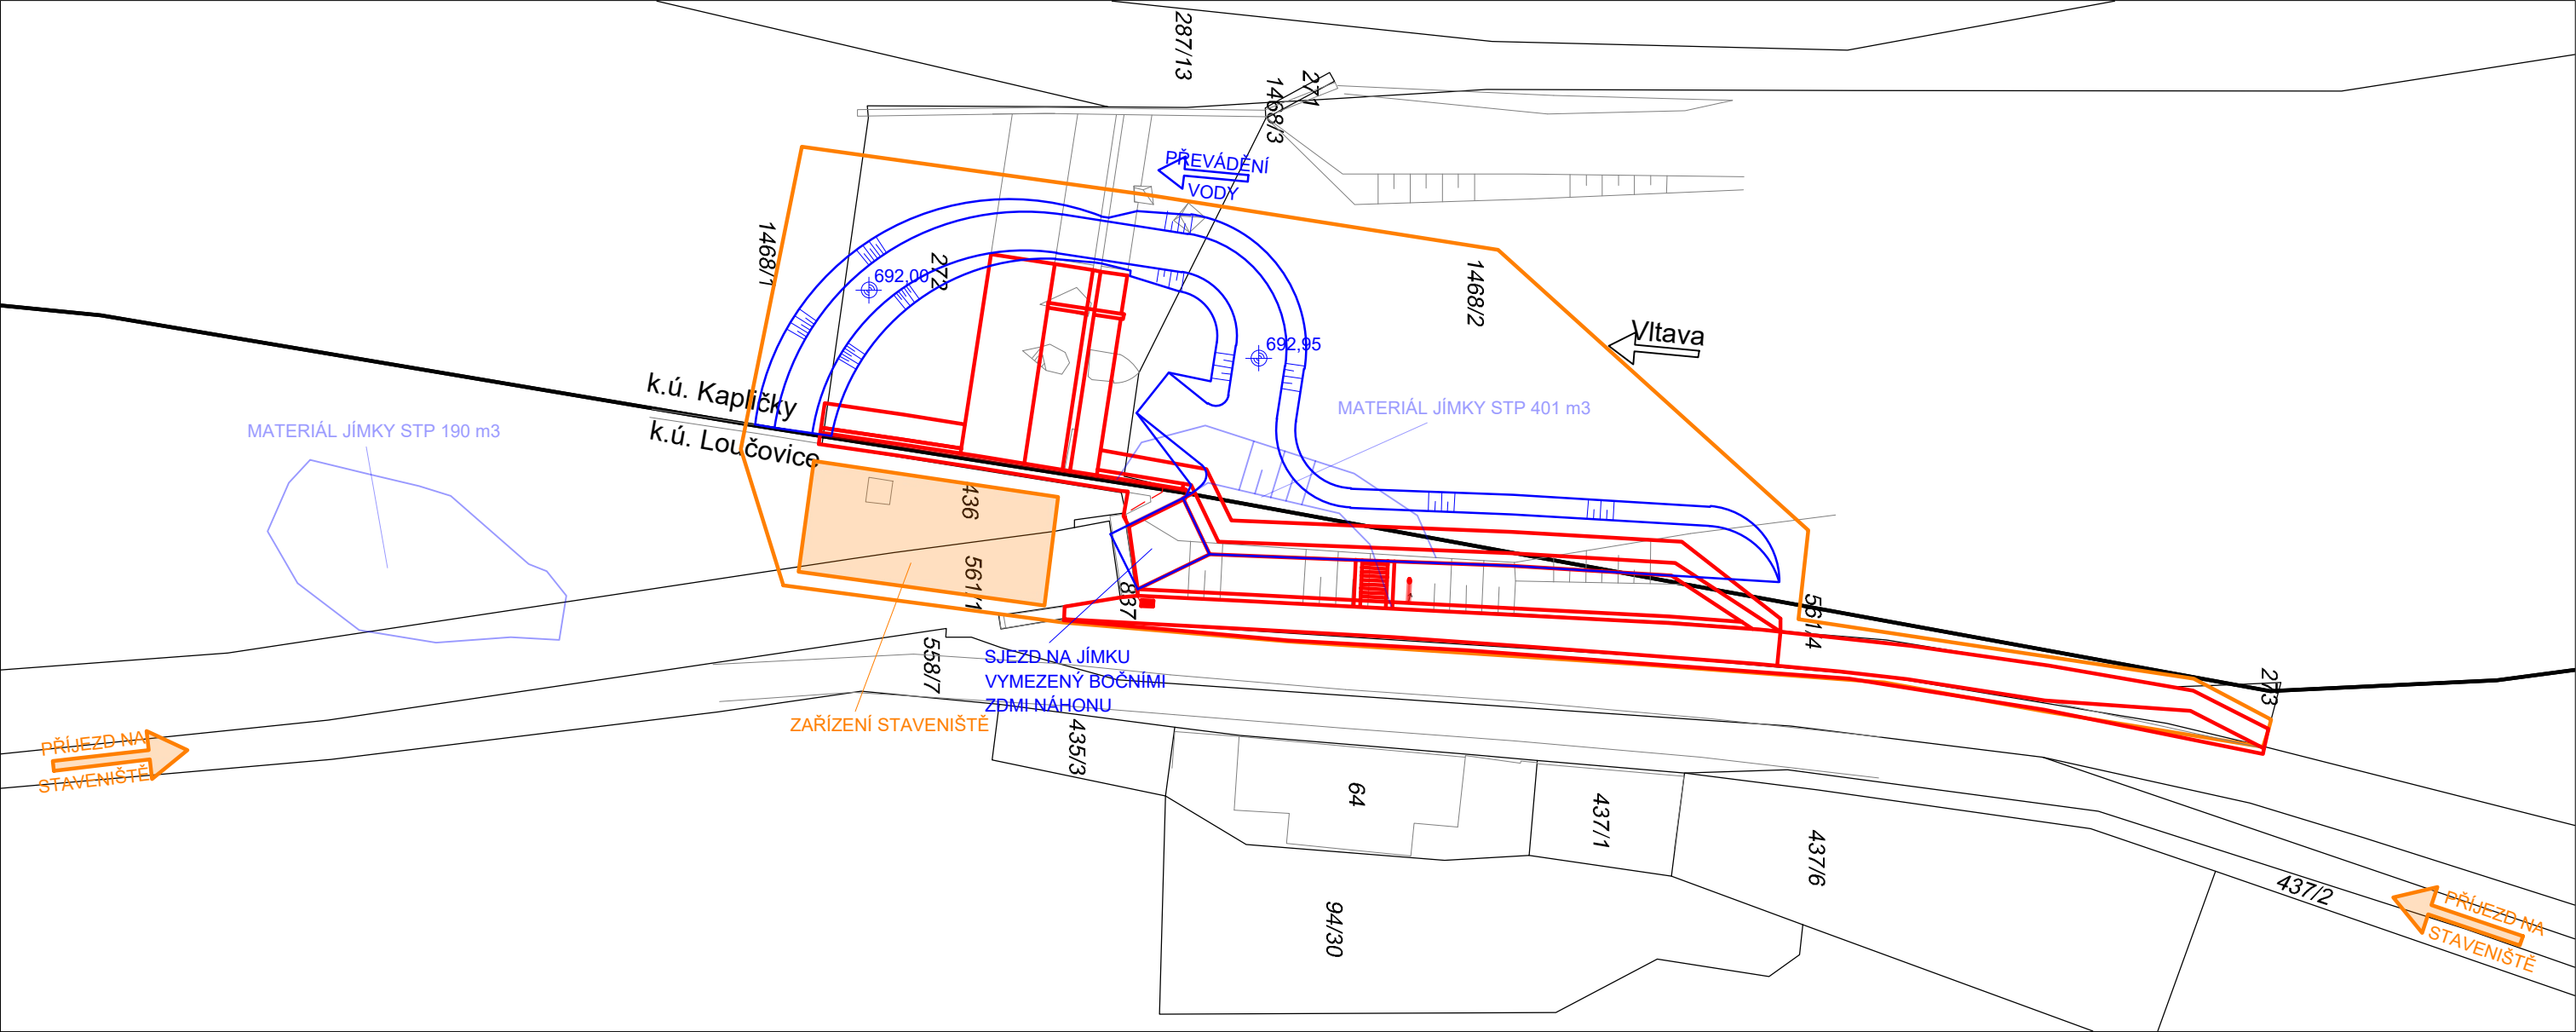 287/13
271
1468/3
PŘEVÁDĚNÍ
VODY
1468/1
272
692,00
1468/2
Vltava
692,95
k.ú. Kapličky
k.ú. Loučovice
MATERIÁL JÍMKY STP 401 m3
MATERIÁL JÍMKY STP 190 m3
436
561/1
837
561/4
273
558/7
SJEZD NA JÍMKU
VYMEZENÝ BOČNÍMI
ZDMI NÁHONU
ZAŘÍZENÍ STAVENIŠTĚ
PŘÍJEZD NA
STAVENIŠTĚ
435/3
64
437/1
437/6
437/2
94/30
PŘÍJEZD NA
STAVENIŠTĚ